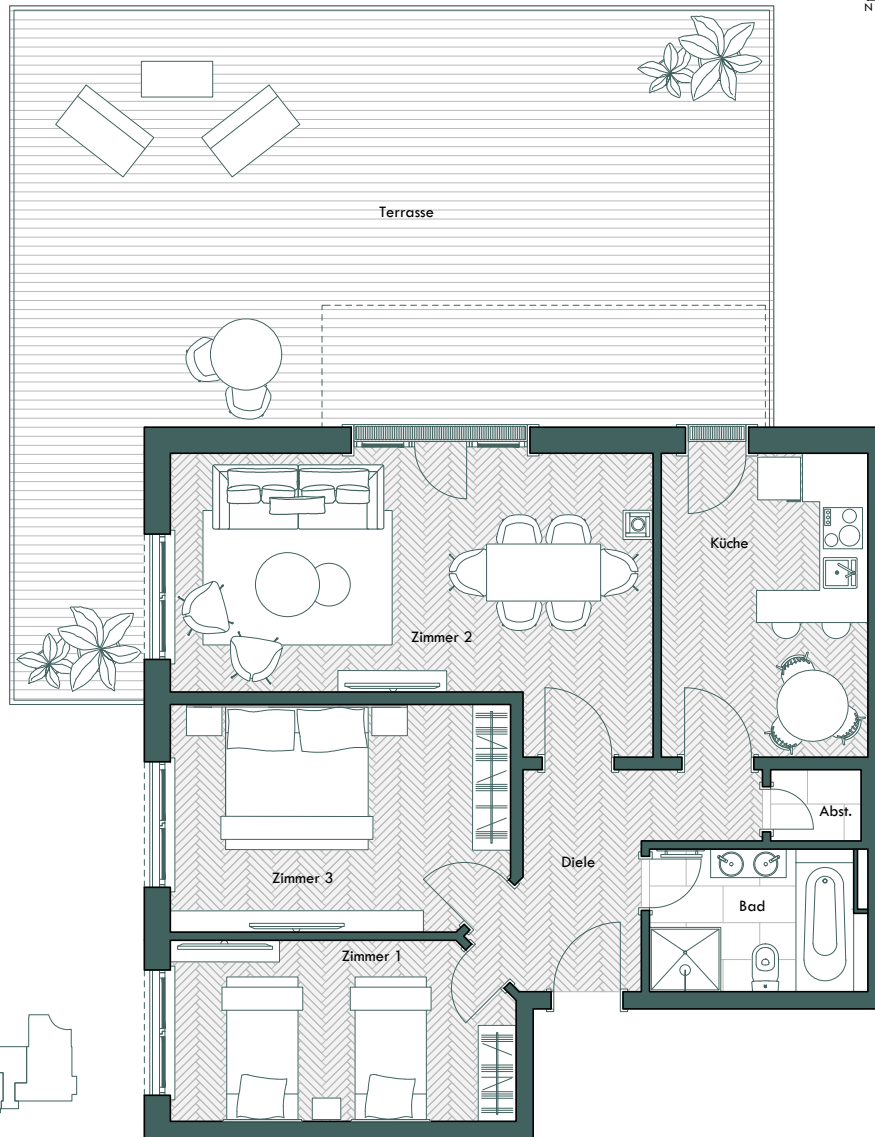 N
Terrasse
Küche
Zimmer 2
Abst.
Diele
Zimmer 3
Bad
Zimmer 1